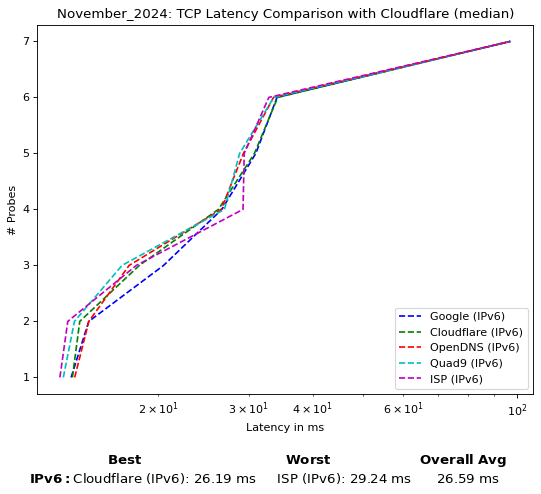 November_2024: TCP Latency Comparison with Cloudflare (median)
7
6
5
4
3
2
1
# Probes
Google (IPv6)
Cloudflare (IPv6)
OpenDNS (IPv6)
Quad9 (IPv6)
ISP (IPv6)
2 × 10¹ 3 × 10¹ 4 × 10¹ 6 × 10¹ 10²
Latency in ms
Best Worst Overall Avg
IPv6: Cloudflare (IPv6): 26.19 ms ISP (IPv6): 29.24 ms 26.59 ms